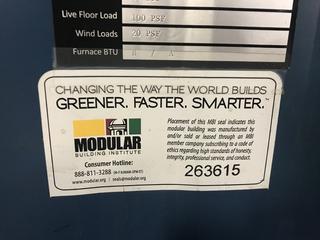 Live Floor Load 100 PSF
Wind Loads 20 PSF
Furnace BTU N / A
CHANGING THE WAY THE WORLD BUILDS
GREENER. FASTER. SMARTER.™
MODULAR
BUILDING INSTITUTE
Consumer Hotline:
888-811-3288
www.modular.org | seals@modular.org
Placement of this MBI seal indicates this
modular building was manufactured by
and/or sold or leased through an MBI
member company subscribing to a code of
ethics regarding high standards of honesty,
integrity, professional service, and conduct.
263615